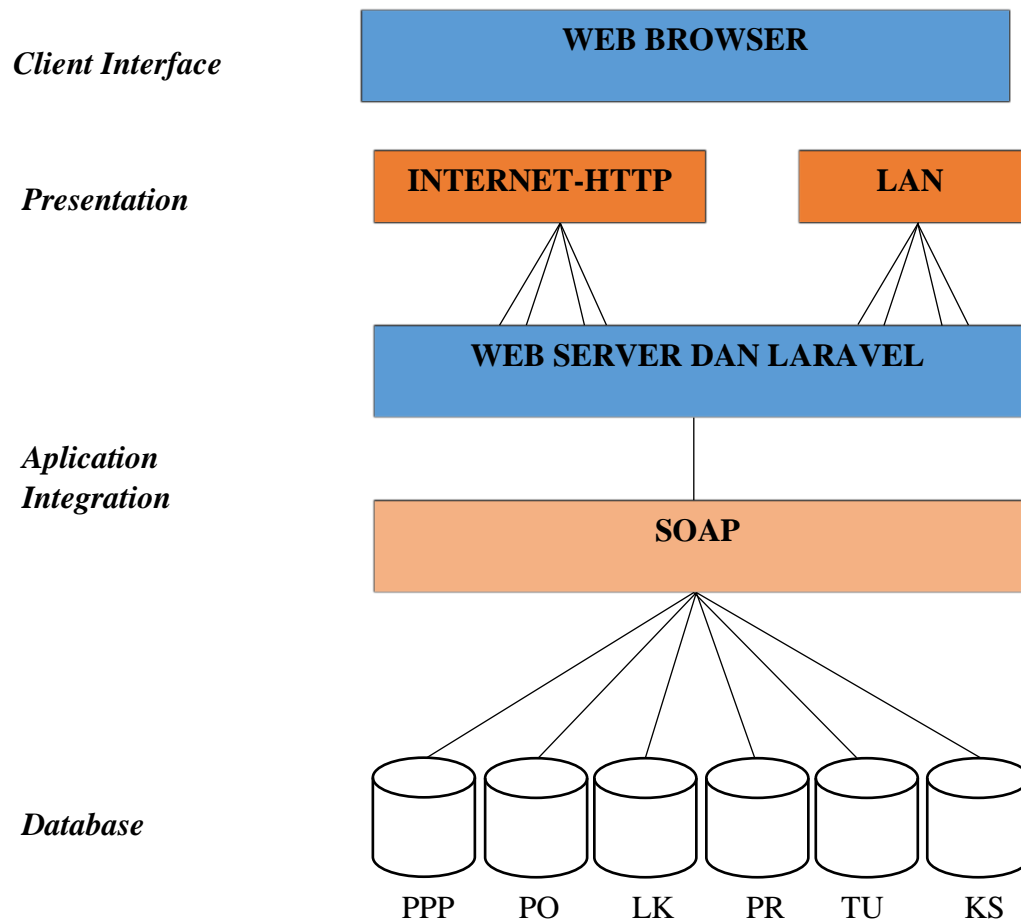 WEB BROWSER
Client Interface
INTERNET-HTTP
LAN
Presentation
WEB SERVER DAN LARAVEL
Aplication
Integration
SOAP
Database
PPP
PO
LK
PR
TU
KS